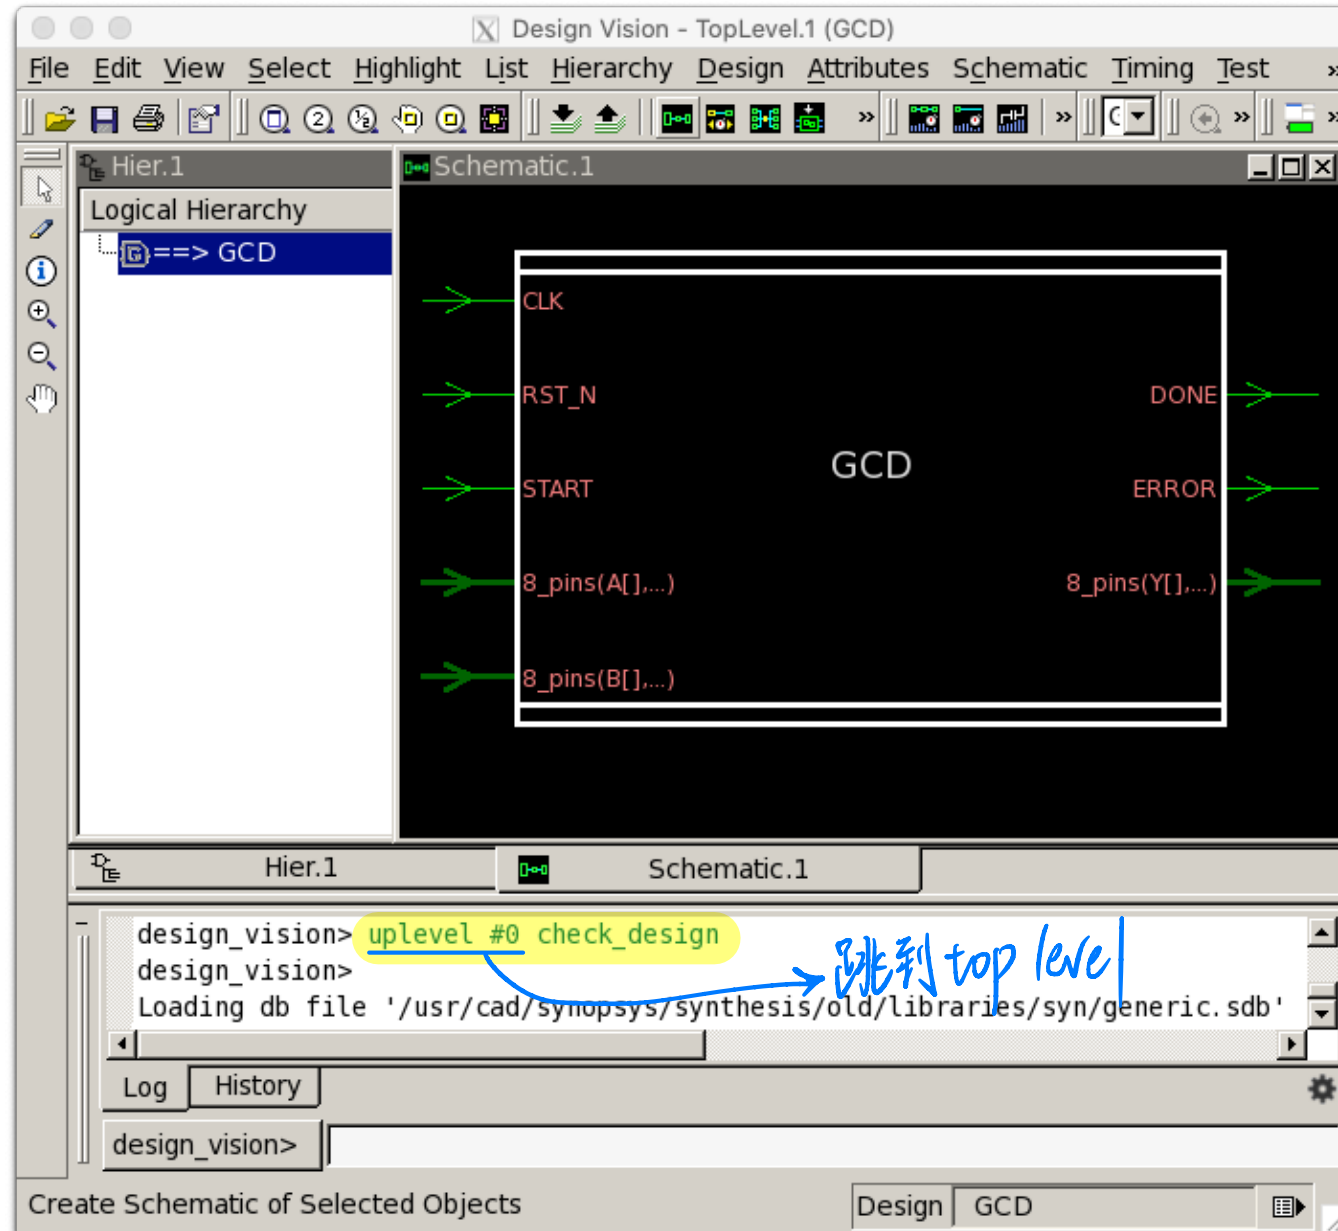 Design Vision - TopLevel.1 (GCD)
File Edit View Select Highlight List Hierarchy Design Attributes Schematic Timing Test »
» » G » »
Hier.1
Logical Hierarchy
==> GCD
Schematic.1
CLK
RST_N
START
8_pins(A[],...)
8_pins(B[],...)
GCD
DONE
ERROR
8_pins(Y[],...)
Hier.1
Schematic.1
design_vision> uplevel #0 check_design
跳到 top level
design_vision>
Loading db file '/usr/cad/synopsys/synthesis/old/libraries/syn/generic.sdb'
Log
History
design_vision>
Create Schematic of Selected Objects
Design GCD